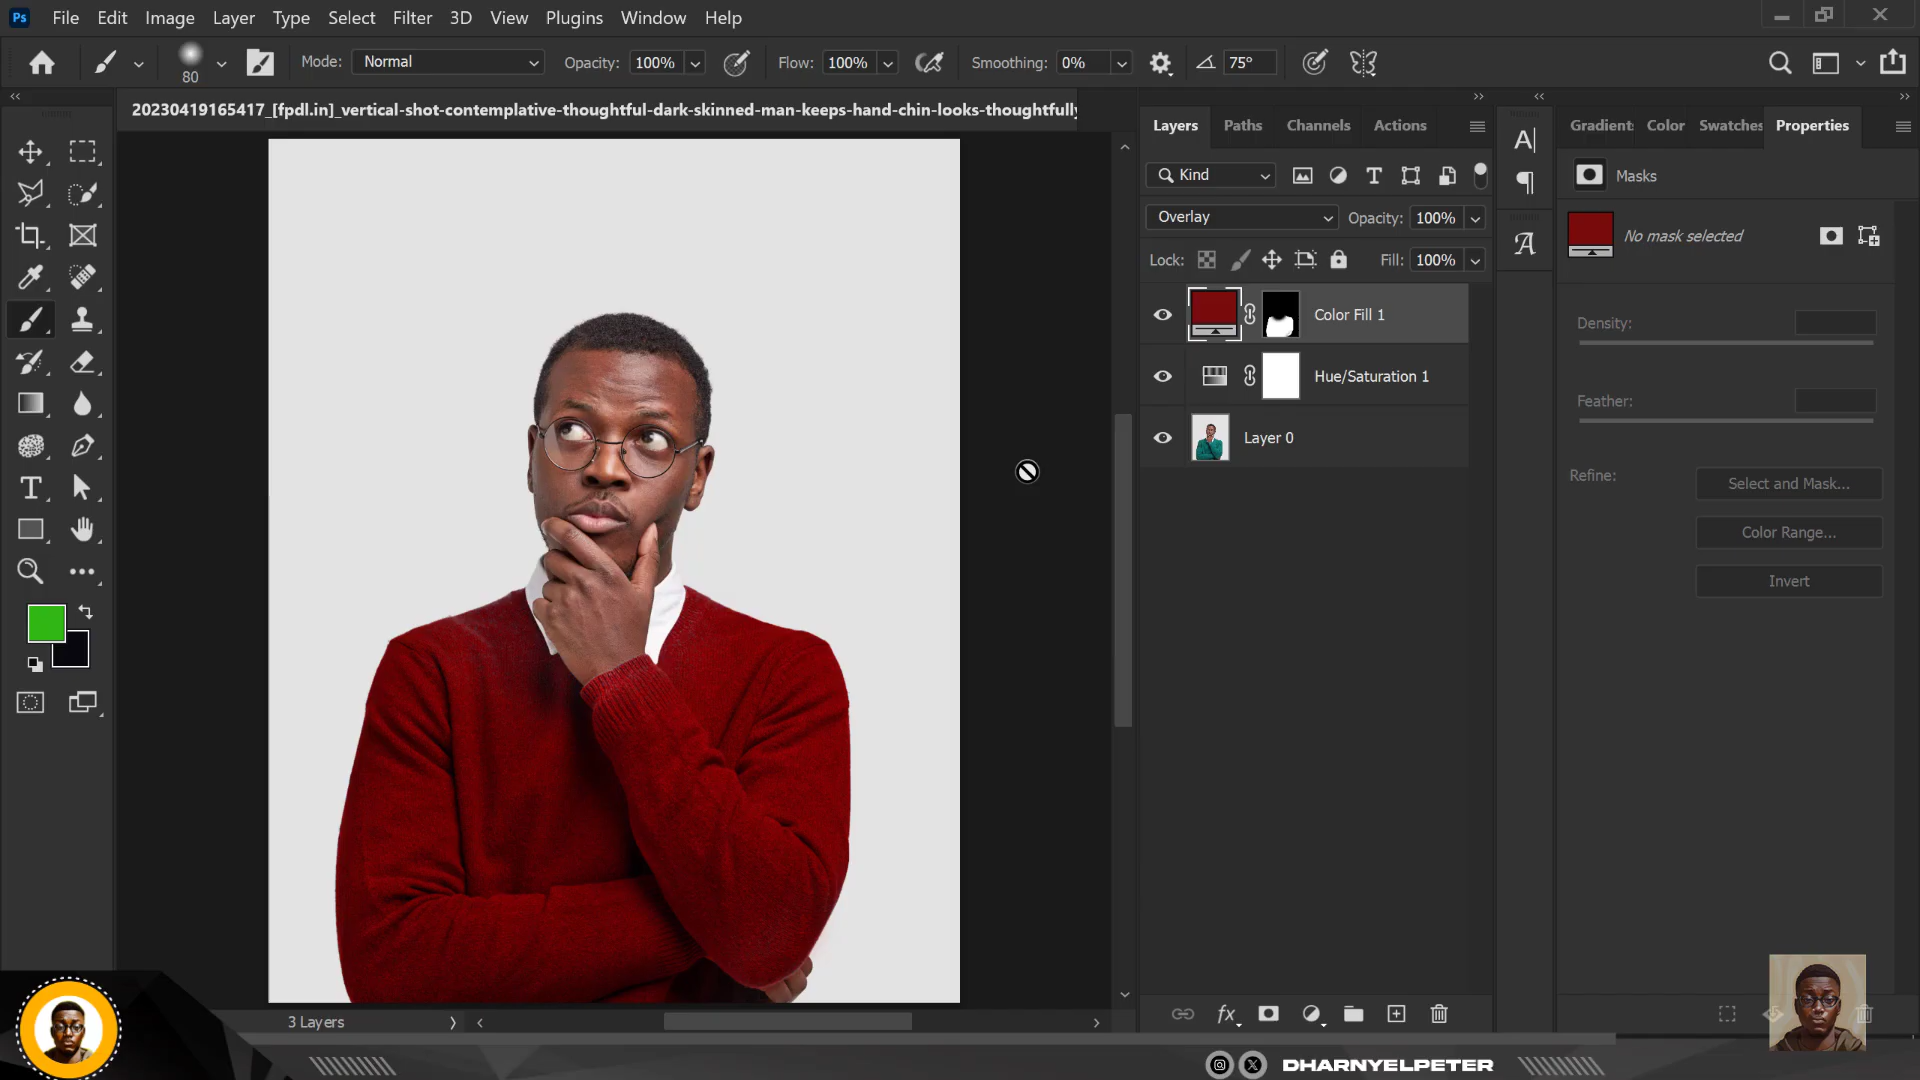 Ps File Edit Image Layer Type Select Filter 3D View Plugins Window Help
80 Mode: Normal Opacity: 100% Flow: 100% Smoothing: 0% 75°
20230419165417_[fpdl.in]_vertical-shot-contemplative-thoughtful-dark-skinned-man-keeps-hand-chin-looks-thoughtfully
Layers Paths Channels Actions
Gradients Color Swatches Properties
Kind
Masks
Overlay Opacity: 100%
No mask selected
Lock: Fill: 100%
Color Fill 1
Density:
Hue/Saturation 1
Feather:
Layer 0
Refine: Select and Mask...
Color Range...
Invert
3 Layers
DHARNYELPETER